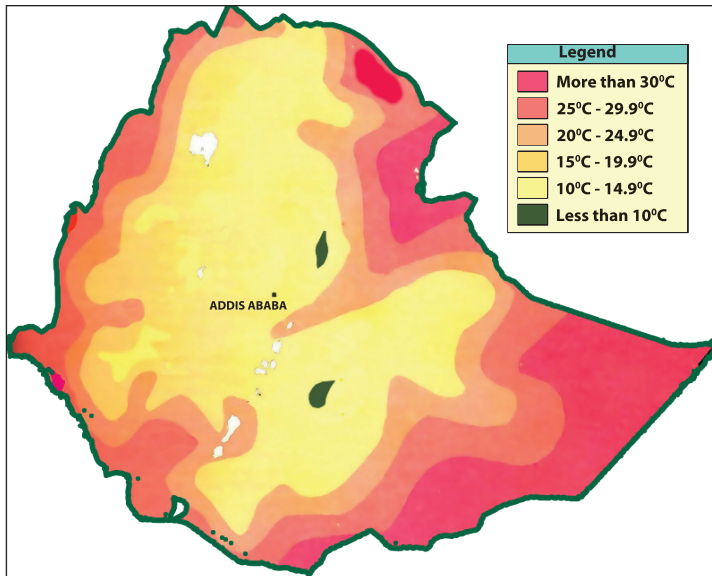 Legend
More than 30⁰C
25⁰C - 29.9⁰C
20⁰C - 24.9⁰C
15⁰C - 19.9⁰C
10⁰C - 14.9⁰C
Less than 10⁰C
ADDIS ABABA